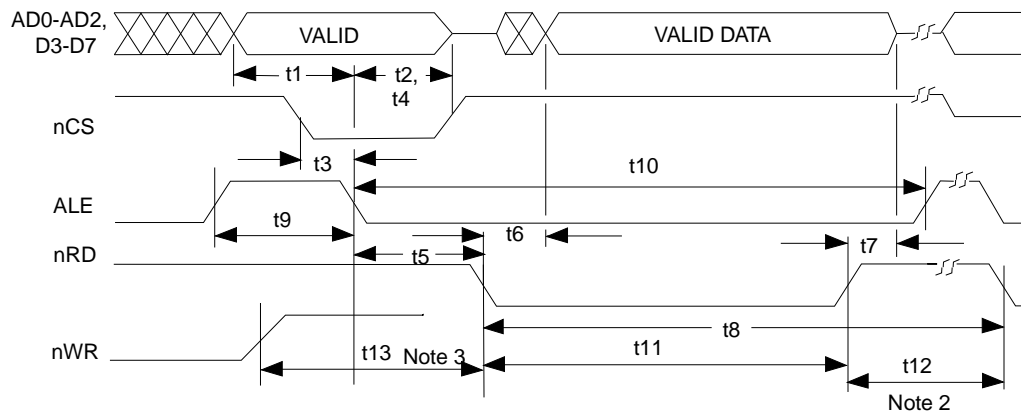 AD0-AD2,
D3-D7
VALID
VALID DATA
t1
t2,
t4
nCS
t3
t10
ALE
t9
t6
nRD
t5
t7
t8
nWR
t13
Note 3
t11
t12
Note 2